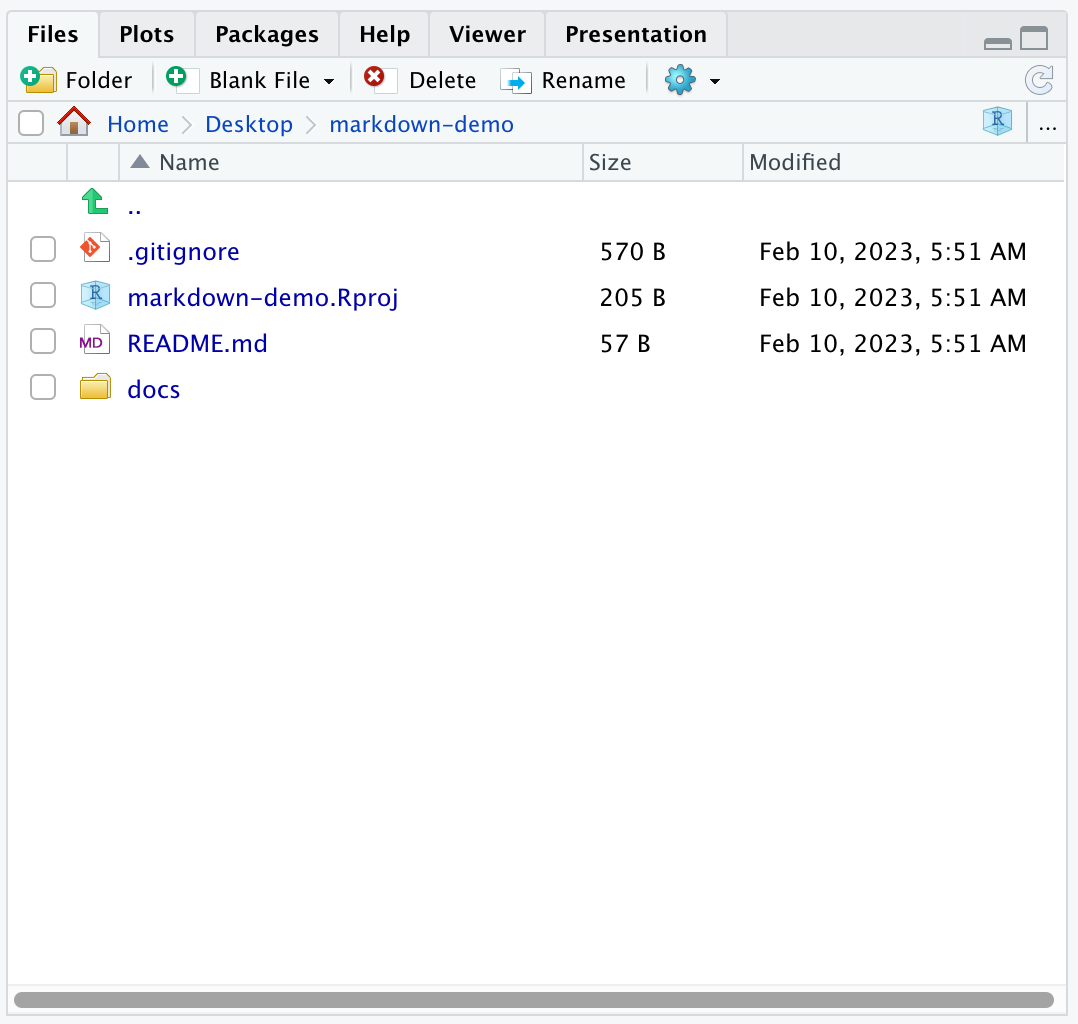 Files Plots Packages Help Viewer Presentation
Folder Blank File Delete Rename
Home Desktop markdown-demo R ...
Name Size Modified
..
.gitignore 570 B Feb 10, 2023, 5:51 AM
R markdown-demo.Rproj 205 B Feb 10, 2023, 5:51 AM
MD README.md 57 B Feb 10, 2023, 5:51 AM
docs